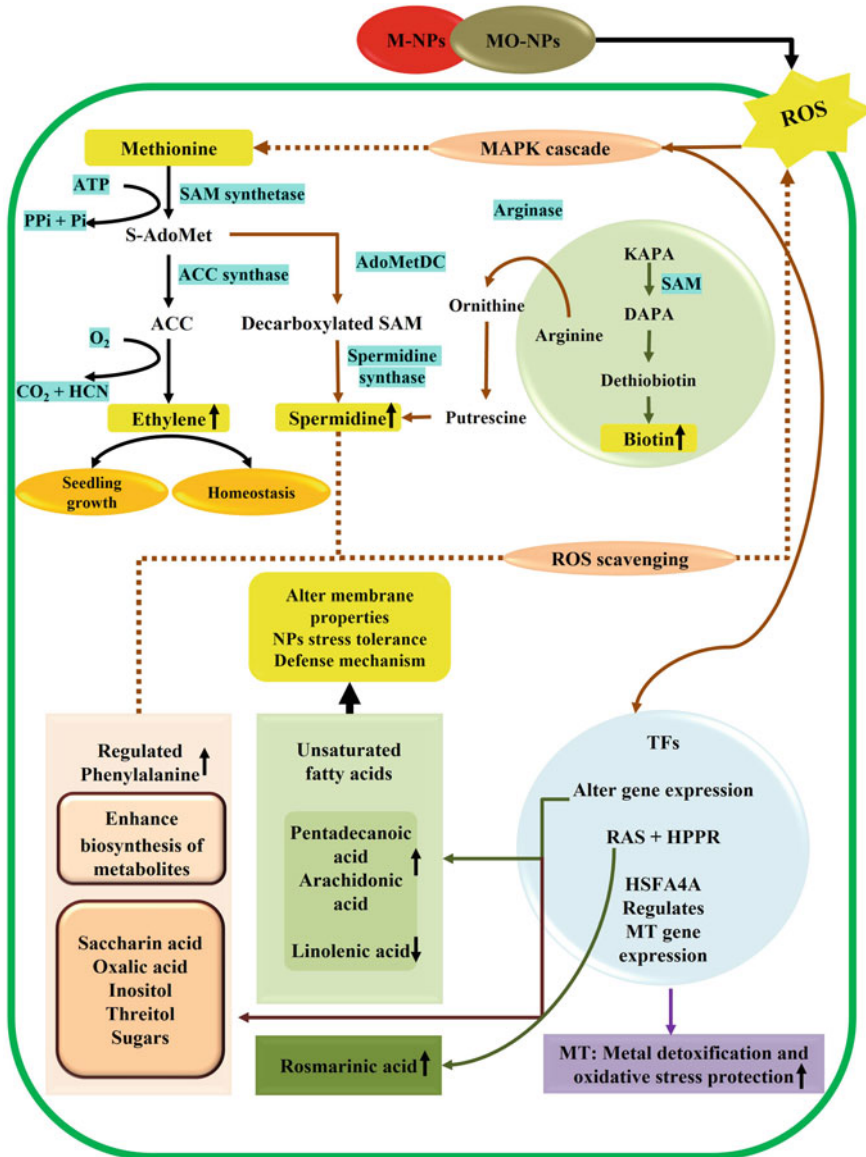 M-NPs
MO-NPs
ROS
Methionine
MAPK cascade
ATP
SAM synthetase
PPi + Pi
S-AdoMet
Arginase
ACC synthase
AdoMetDC
KAPA
SAM
Ornithine
DAPA
ACC
Decarboxylated SAM
Arginine
O₂
Spermidine
synthase
Dethiobiotin
CO₂ + HCN
Ethylene
Spermidine
Putrescine
Biotin
Seedling
growth
Homeostasis
ROS scavenging
Alter membrane
properties
NPs stress tolerance
Defense mechanism
Regulated
Phenylalanine
Enhance
biosynthesis of
metabolites
Saccharin acid
Oxalic acid
Inositol
Threitol
Sugars
Unsaturated
fatty acids
Pentadecanoic
acid
Arachidonic
acid
Linolenic acid
Rosmarinic acid
TFs
Alter gene expression
RAS + HPPR
HSFA4A
Regulates
MT gene
expression
MT: Metal detoxification and
oxidative stress protection